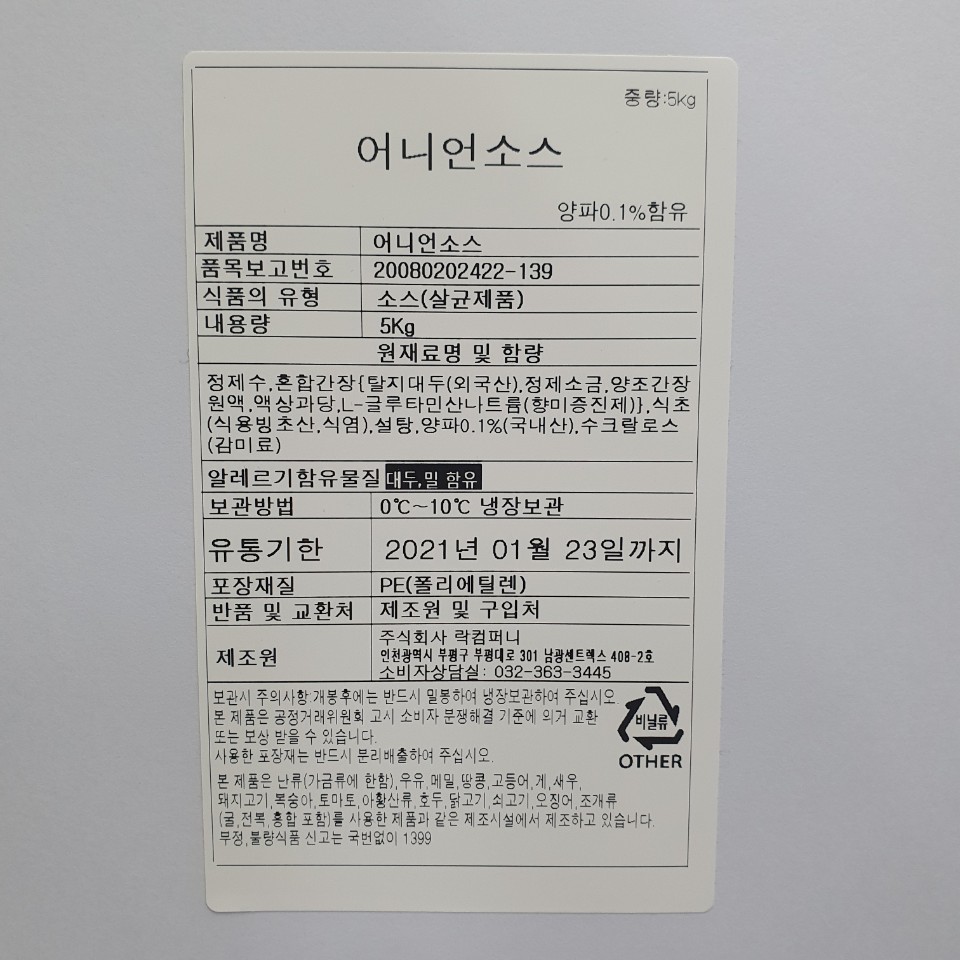 중량:5kg
어니언소스
양파0.1%함유
제품명 어니언소스
품목보고번호 20080202422-139
식품의 유형 소스(살균제품)
내용량 5Kg
원재료명 및 함량
정제수,혼합간장{탈지대두(외국산),정제소금,양조간장
원액,액상과당,L-글루타민산나트륨(향미증진제)},식초
(식용빙초산,식염),설탕,양파0.1%(국내산),수크랄로스
(감미료)
알레르기함유물질 대두,밀 함유
보관방법 0℃~10℃ 냉장보관
유통기한 2021년 01월 23일까지
포장재질 PE(폴리에틸렌)
반품 및 교환처 제조원 및 구입처
제조원 주식회사 락컴퍼니
인천광역시 부평구 부평대로 301 남광센트렉스 408-2호
소비자상담실: 032-363-3445
보관시 주의사항:개봉후에는 반드시 밀봉하여 냉장보관하여 주십시오.
본 제품은 공정거래위원회 고시 소비자 분쟁해결 기준에 의거 교환
또는 보상 받을 수 있습니다.
사용한 포장재는 반드시 분리배출하여 주십시오.
비닐류
OTHER
본 제품은 난류(가금류에 한함),우유,메밀,땅콩,고등어,게,새우,
돼지고기,복숭아,토마토,아황산류,호두,닭고기,쇠고기,오징어,조개류
(굴,전복,홍합 포함)를 사용한 제품과 같은 제조시설에서 제조하고 있습니다.
부정,불량식품 신고는 국번없이 1399